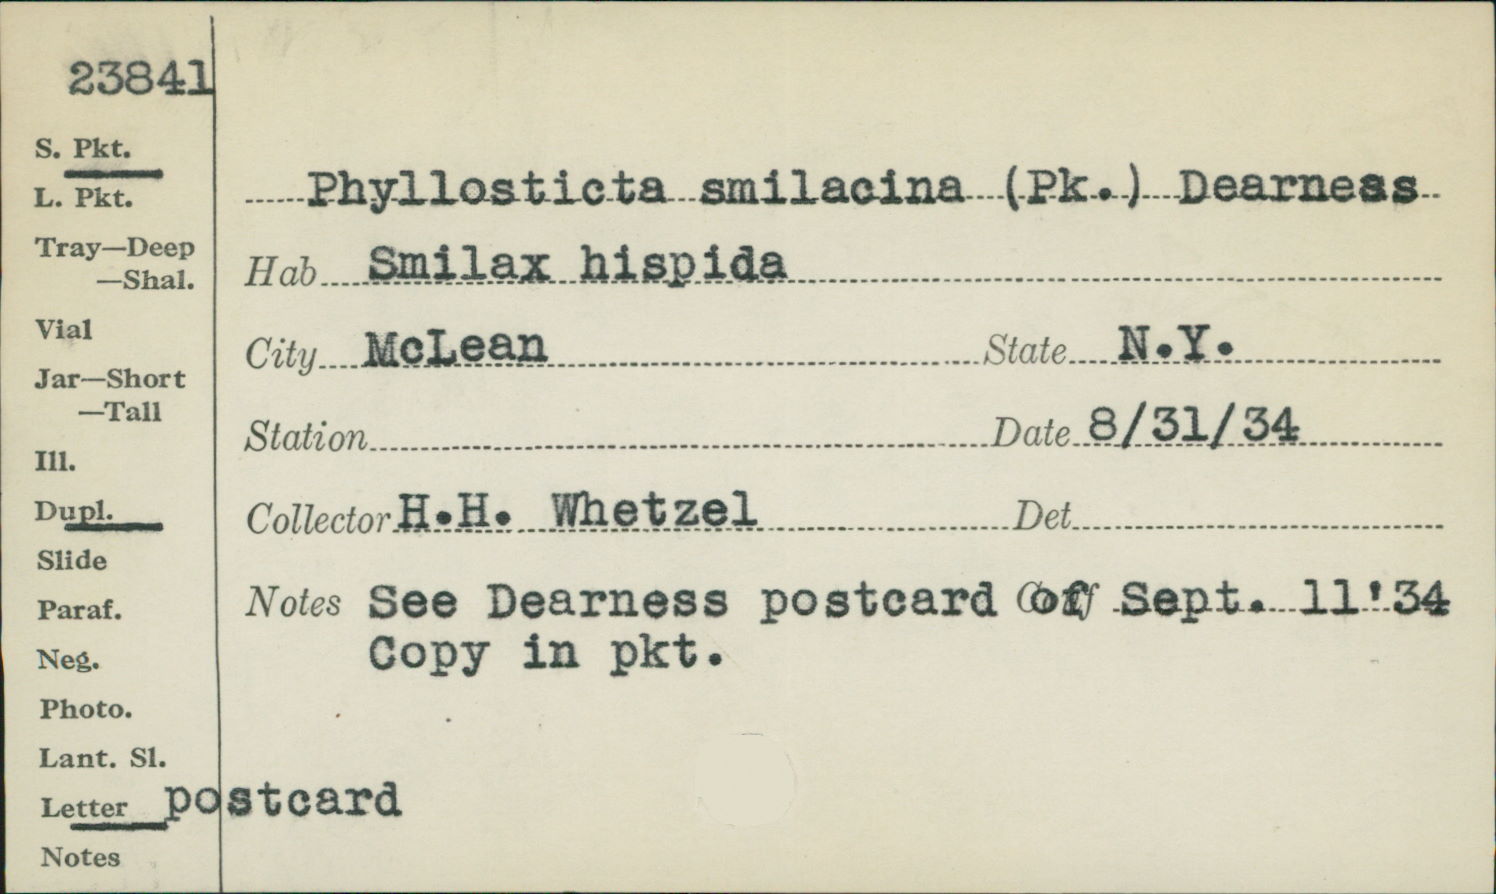 23841
S. Pkt.
L. Pkt.
Tray—Deep
—Shal.
Vial
Jar—Short
—Tall
Ill.
Dupl.
Slide
Paraf.
Neg.
Photo.
Lant. Sl.
Letter postcard
Notes
Phyllosticta smilacina (Pk.) Dearness
Hab Smilax hispida
City McLean State N.Y.
Station Date 8/31/34
Collector H.H. Whetzel Det
Notes See Dearness postcard of Sept. 11'34
Copy in pkt.